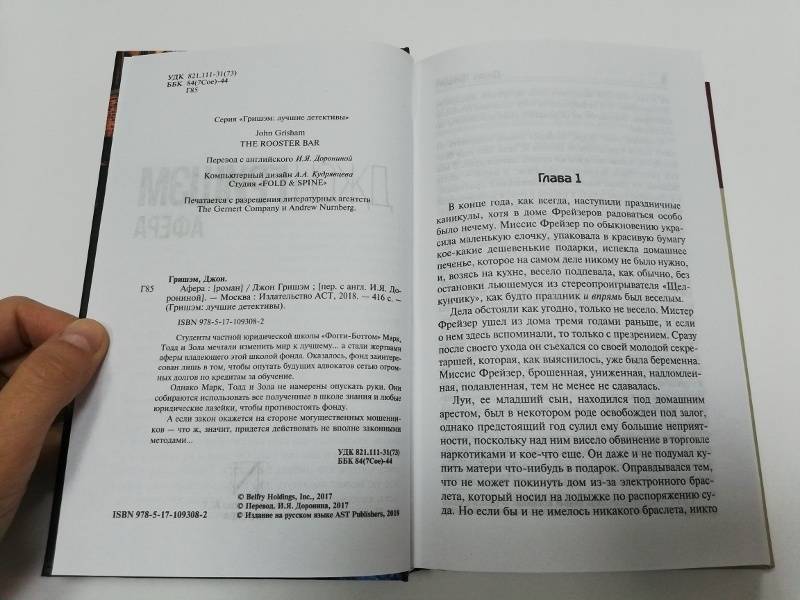 УДК 821.111-31(73)
ББК 84(7Сое)-44
Г85
Серия «Гришэм: лучшие детективы»
John Grisham
THE ROOSTER BAR
Перевод с английского И.Я. Дорониной
Компьютерный дизайн А.А. Кудрявцева
Студия «FOLD & SPINE»
Печатается с разрешения литературных агентств
The Gernert Company и Andrew Nurnberg.
Гришэм, Джон.
Г85 Афера : [роман] / Джон Гришэм ; [пер. с англ. И.Я. До-
рониной]. — Москва : Издательство АСТ, 2018. — 416 с. —
(Гришэм: лучшие детективы).
ISBN 978-5-17-109308-2
Студенты частной юридической школы «Фогги-Боттом» Марк,
Тодд и Зола мечтали изменить мир к лучшему... а стали жертвами
аферы владеющего этой школой фонда. Оказалось, фонд заинтере-
сован лишь в том, чтобы опутать будущих адвокатов сетью огром-
ных долгов по кредитам за обучение.
Однако Марк, Тодд и Зола не намерены опускать руки. Они
собираются использовать все полученные в школе знания и любые
юридические лазейки, чтобы противостоять фонду.
А если закон окажется на стороне могущественных мошенни-
ков — что ж, значит, придется действовать не вполне законными
методами...
УДК 821.111-31(73)
ББК 84(7Сое)-44
© Belfry Holdings, Inc., 2017
© Перевод. И.Я. Доронина, 2017
ISBN 978-5-17-109308-2 © Издание на русском языке AST Publishers, 2018
Глава 1
В конце года, как всегда, наступили праздничные
каникулы, хотя в доме Фрейзеров радоваться особо
было нечему. Миссис Фрейзер по обыкновению укра-
сила маленькую елочку, упаковала в красивую бумагу
кое-какие дешевенькие подарки, испекла домашнее
печенье, которое на самом деле никому не было нужно,
и, возясь на кухне, весело подпевала, как обычно, без
остановки льющемуся из стереопроигрывателя «Щел-
кунчику», как будто праздник и впрямь был веселым.
Дела обстояли как угодно, только не весело. Мистер
Фрейзер ушел из дома тремя годами раньше, и если
о нем здесь вспоминали, то только с презрением. Сразу
после своего ухода он съехался со своей молодой секре-
таршей, которая, как выяснилось, уже была беременна.
Миссис Фрейзер, брошенная, униженная, надломлен-
ная, подавленная, тем не менее не сдавалась.
Луи, ее младший сын, находился под домашним
арестом, был в некотором роде освобожден под залог,
однако предстоящий год сулил ему большие неприят-
ности, поскольку над ним висело обвинение в торговле
наркотиками и кое-что еще. Он даже и не подумал ку-
пить матери что-нибудь в подарок. Оправдывался тем,
что не может покинуть дом из-за электронного брас-
лета, который носил на лодыжке по распоряжению су-
да. Но если бы и не имелось никакого браслета, никто